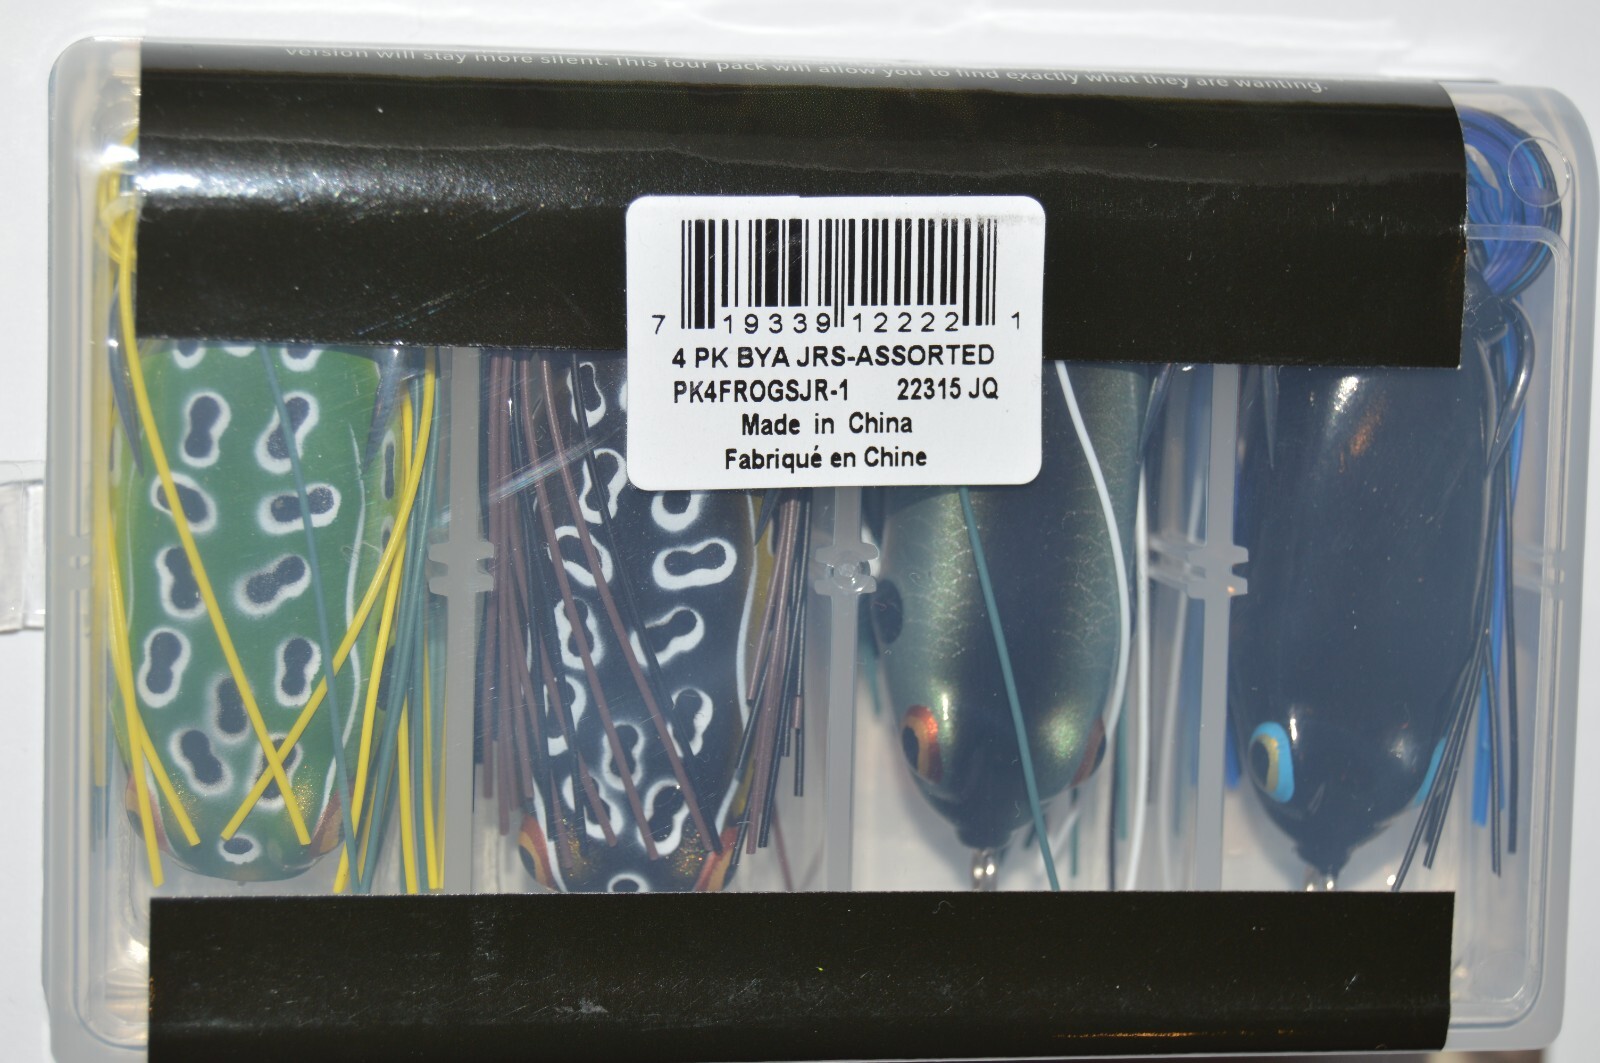 version will stay more silent. This four pack will allow you to find exactly what they are wanting.
7 19339 12222 1
4 PK BYA JRS-ASSORTED
PK4FROGSJR-1 22315 JQ
Made in China
Fabriqué en Chine